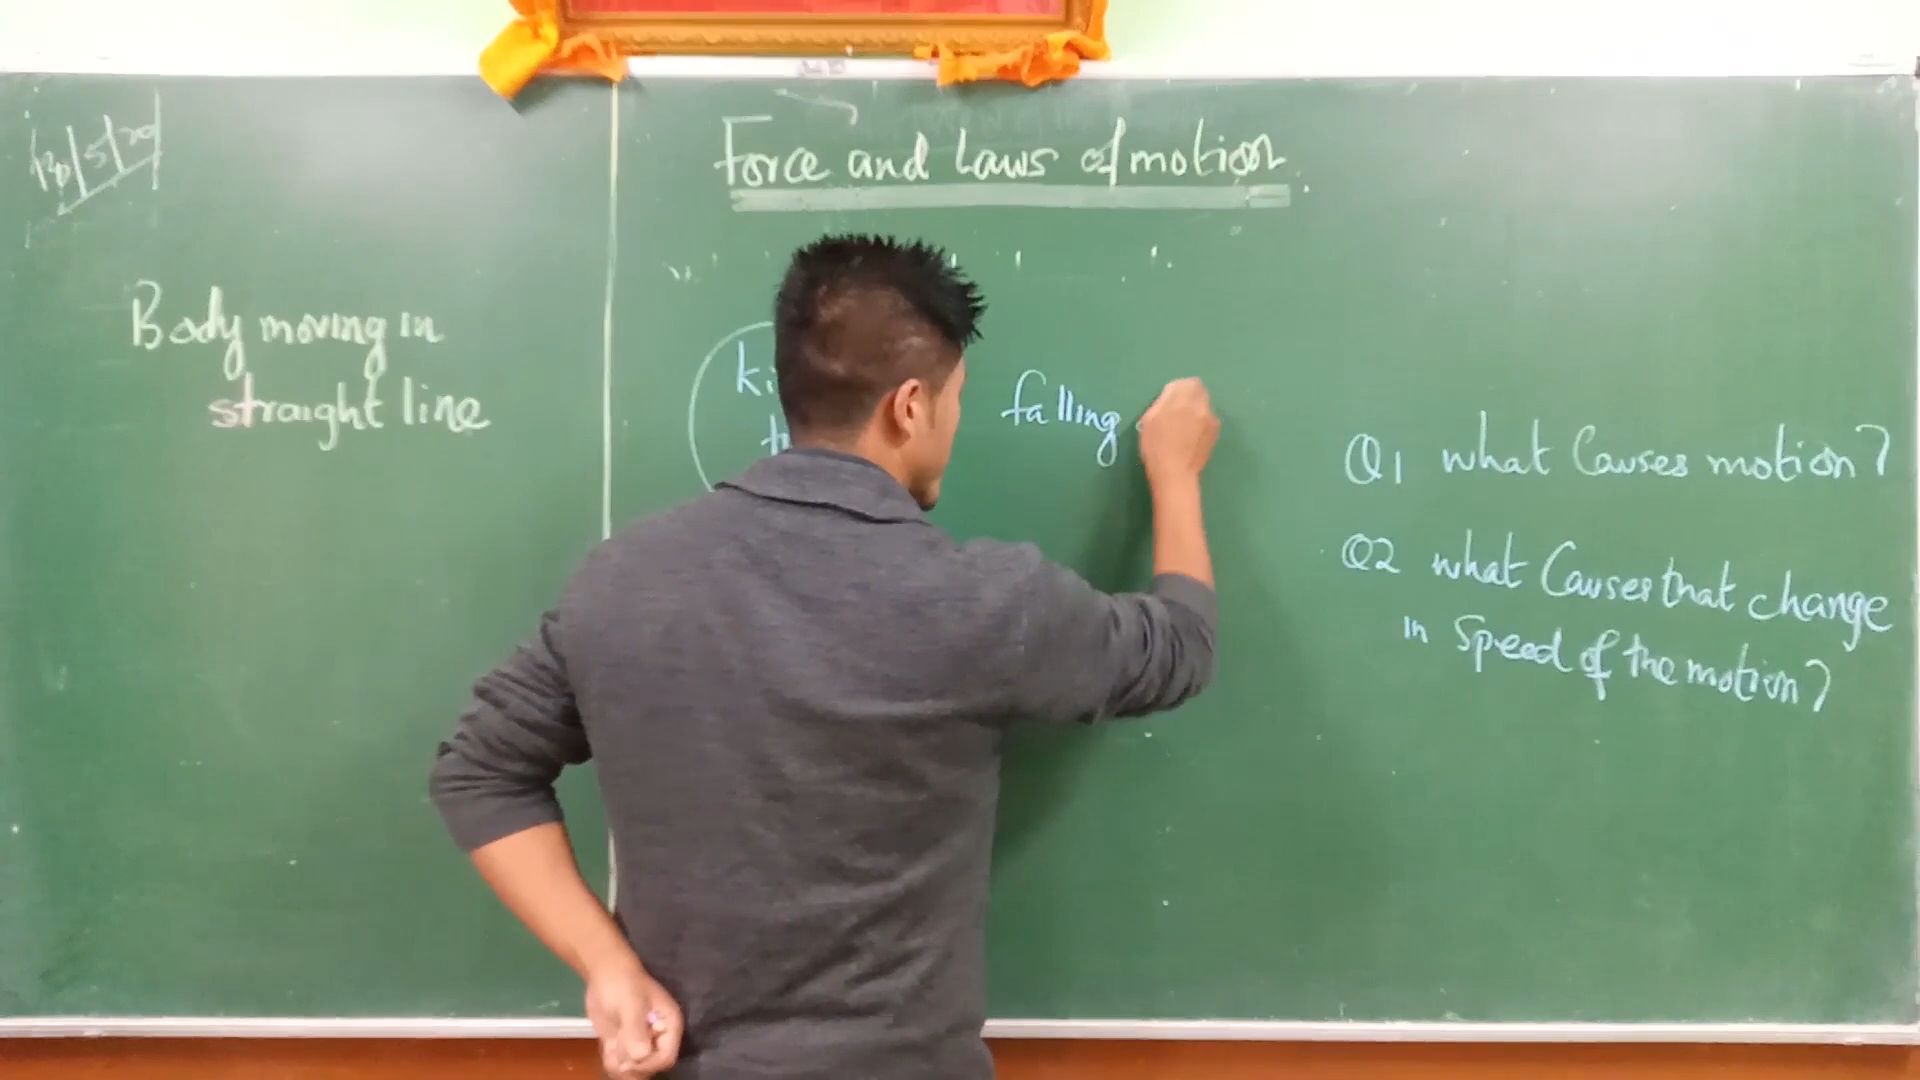 Force and Laws of motion
Body moving in
straight line
falling
Q1 what Causes motion?
Q2 what Causes that change
in Speed of the motion?